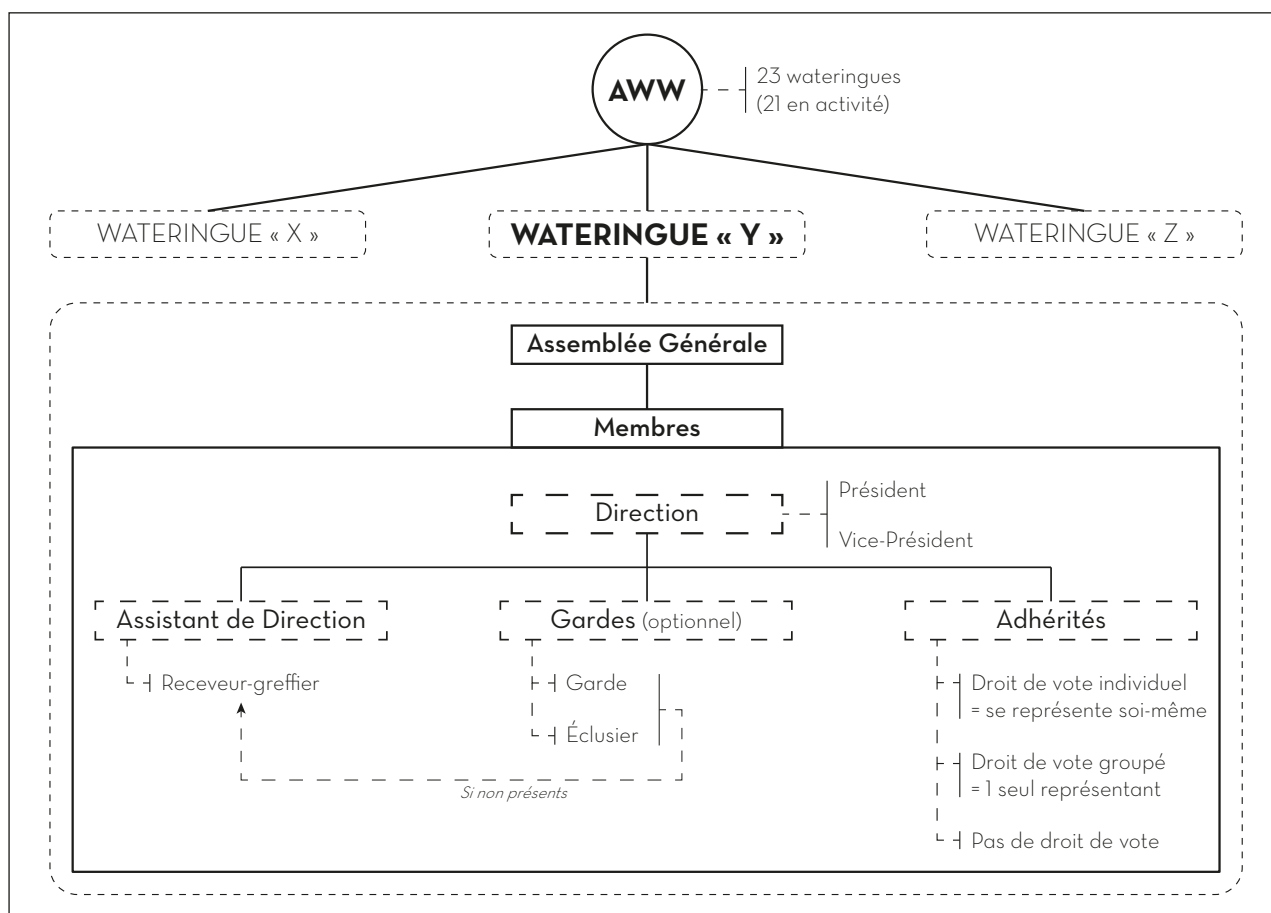 AWW
23 wateringues
(21 en activité)
WATERINGUE « X »
WATERINGUE « Y »
WATERINGUE « Z »
Assemblée Générale
Membres
Direction
Président
Vice-Président
Assistant de Direction
Gardes (optionnel)
Adhérités
Receveur-greffier
Garde
Éclusier
Si non présents
Droit de vote individuel
= se représente soi-même
Droit de vote groupé
= 1 seul représentant
Pas de droit de vote